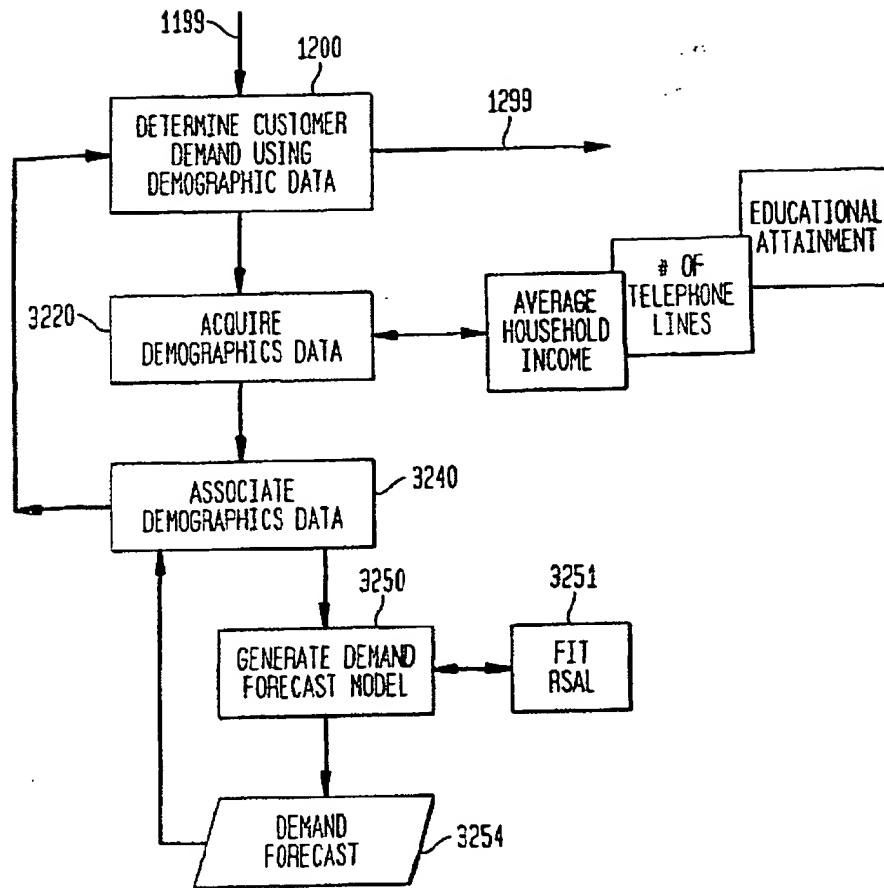 1199
1200
DETERMINE CUSTOMER
DEMAND USING
DEMOGRAPHIC DATA
1299
EDUCATIONAL
ATTAINMENT
# OF
TELEPHONE
LINES
AVERAGE
HOUSEHOLD
INCOME
3220
ACQUIRE
DEMOGRAPHICS DATA
ASSOCIATE
DEMOGRAPHICS DATA
3240
3250
GENERATE DEMAND
FORECAST MODEL
3251
FIT
RSAL
DEMAND
FORECAST
3254